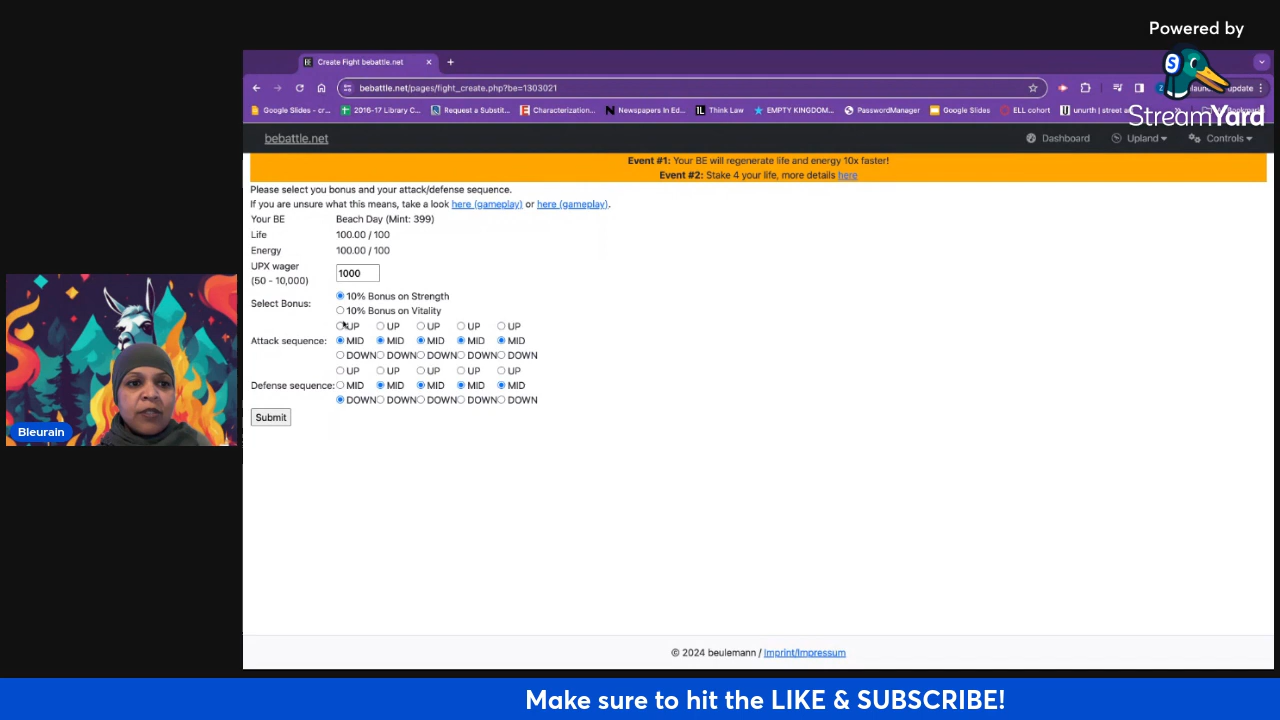 Powered by
S
StreamYard
Create Fight bebattle.net
bebattle.net/pages/fight_create.php?be=1303021
update
Google Slides - cr...
2016-17 Library C...
Request a Substit...
Characterization...
Newspapers In Ed...
Think Law
EMPTY KINGDOM...
PasswordManager
Google Slides
ELL cohort
unurth | street
bebattle.net
Dashboard
Upland
Controls
Event #1: Your BE will regenerate life and energy 10x faster!
Event #2: Stake 4 your life, more details here
Please select you bonus and your attack/defense sequence.
If you are unsure what this means, take a look here (gameplay) or here (gameplay).
Your BE Beach Day (Mint: 399)
Life 100.00 / 100
Energy 100.00 / 100
UPX wager
(50 - 10,000)
1000
Select Bonus:
10% Bonus on Strength
10% Bonus on Vitality
Attack sequence:
UP UP UP UP UP
MID MID MID MID MID
DOWN DOWN DOWN DOWN DOWN
Defense sequence:
UP UP UP UP UP
MID MID MID MID MID
DOWN DOWN DOWN DOWN DOWN
Submit
Bleurain
© 2024 beulemann / Imprint/Impressum
Make sure to hit the LIKE & SUBSCRIBE!